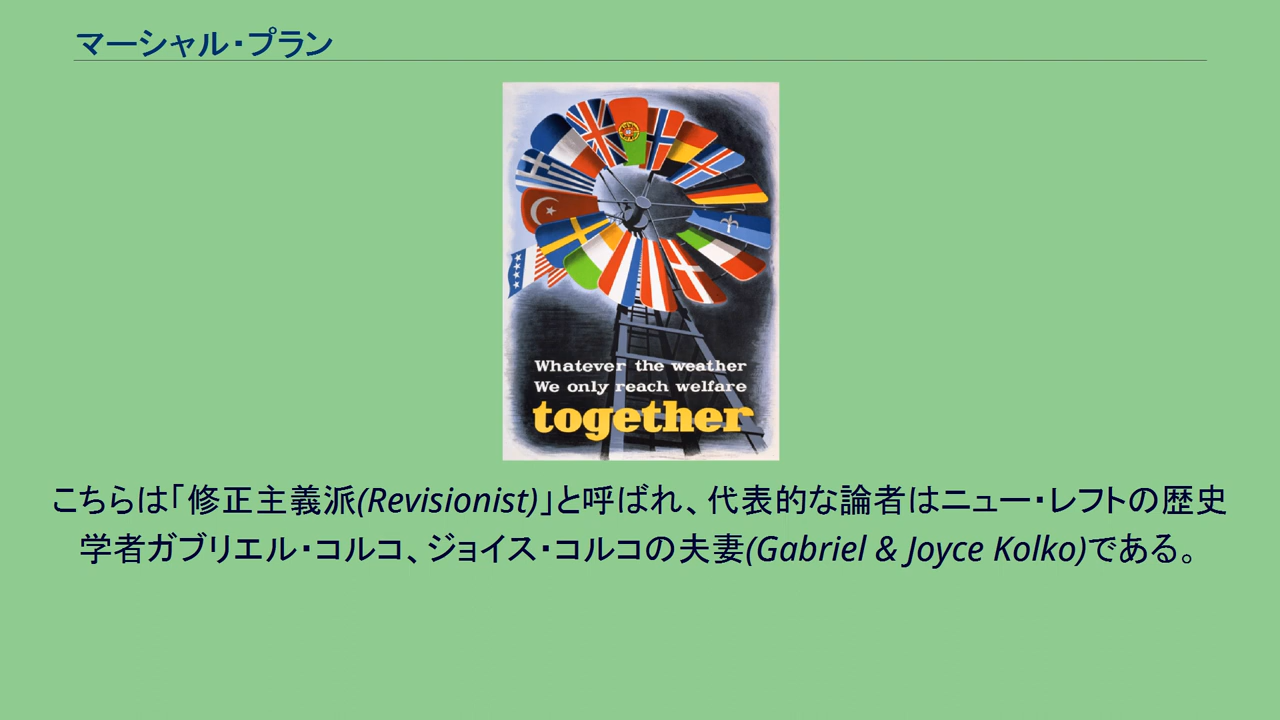 マーシャル・プラン
Whatever the weather
We only reach welfare
together
こちらは「修正主義派(Revisionist)」と呼ばれ、代表的な論者はニュー・レフトの歴史
学者ガブリエル・コルコ、ジョイス・コルコの夫妻(Gabriel & Joyce Kolko)である。